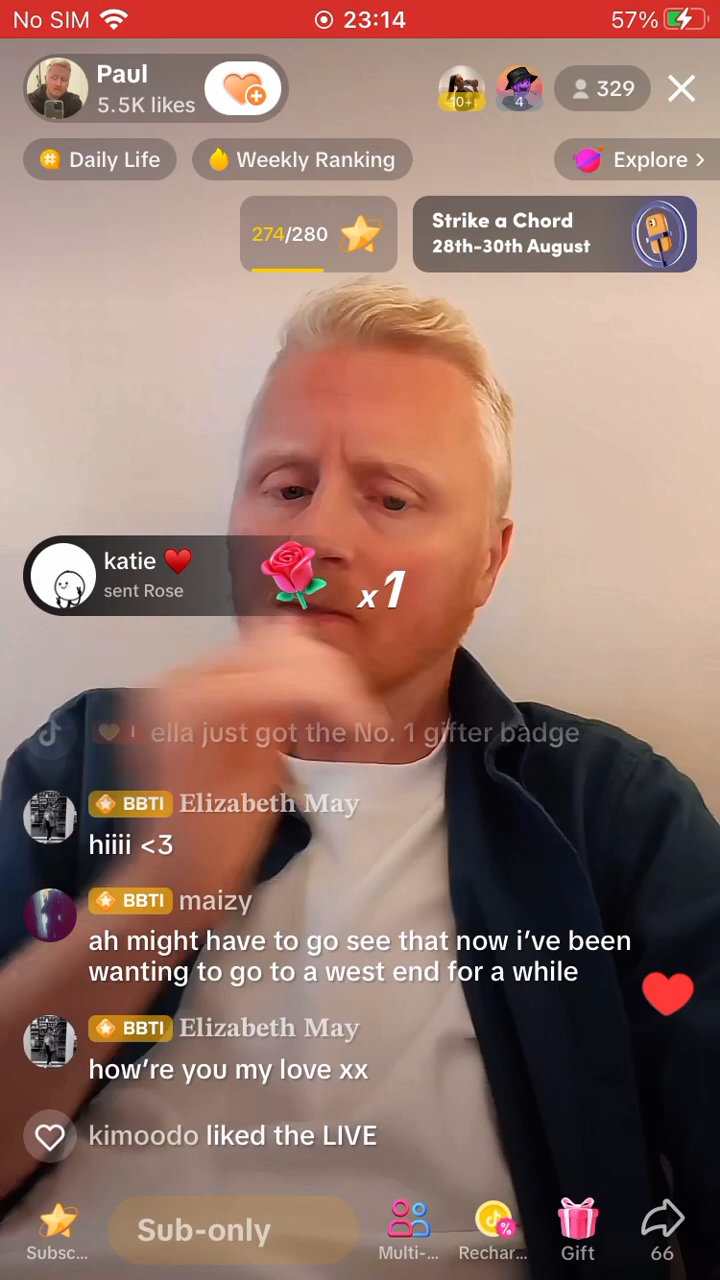 No SIM 23:14 57%
Paul
5.5K likes
10+ 4 329
Daily Life Weekly Ranking Explore >
274/280
Strike a Chord
28th-30th August
katie
sent Rose
x1
ella just got the No. 1 gifter badge
BBTI Elizabeth May
hiiii <3
BBTI maizy
ah might have to go see that now i've been
wanting to go to a west end for a while
BBTI Elizabeth May
how're you my love xx
kimoodo liked the LIVE
Sub-only
Subsc... Multi-... Rechar... Gift 66